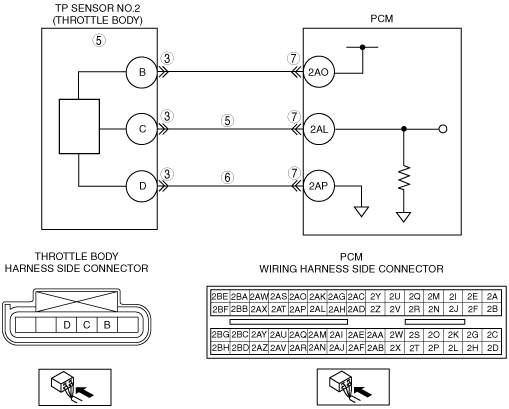 TP SENSOR NO.2
(THROTTLE BODY)
PCM
5
B
3
7
2AO
C
3
5
7
2AL
D
3
6
7
2AP
THROTTLE BODY
HARNESS SIDE CONNECTOR
D C B
PCM
WIRING HARNESS SIDE CONNECTOR
2BE 2BA 2AW 2AS 2AO 2AK 2AG 2AC 2Y 2U 2Q 2M 2I 2E 2A
2BF 2BB 2AX 2AT 2AP 2AL 2AH 2AD 2Z 2V 2R 2N 2J 2F 2B
2BG 2BC 2AY 2AU 2AQ 2AM 2AI 2AE 2AA 2W 2S 2O 2K 2G 2C
2BH 2BD 2AZ 2AV 2AR 2AN 2AJ 2AF 2AB 2X 2T 2P 2L 2H 2D